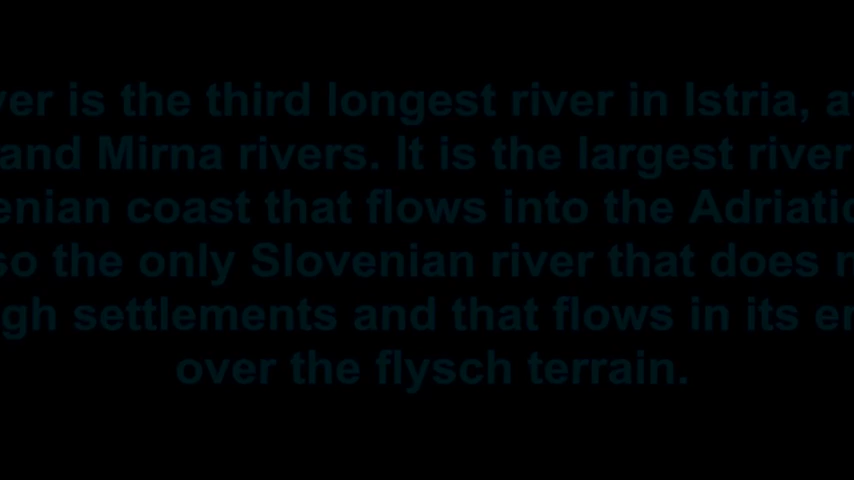 ver is the third longest river in Istria, a
and Mirna rivers. It is the largest river
enian coast that flows into the Adriatic
so the only Slovenian river that does n
gh settlements and that flows in its en
over the flysch terrain.